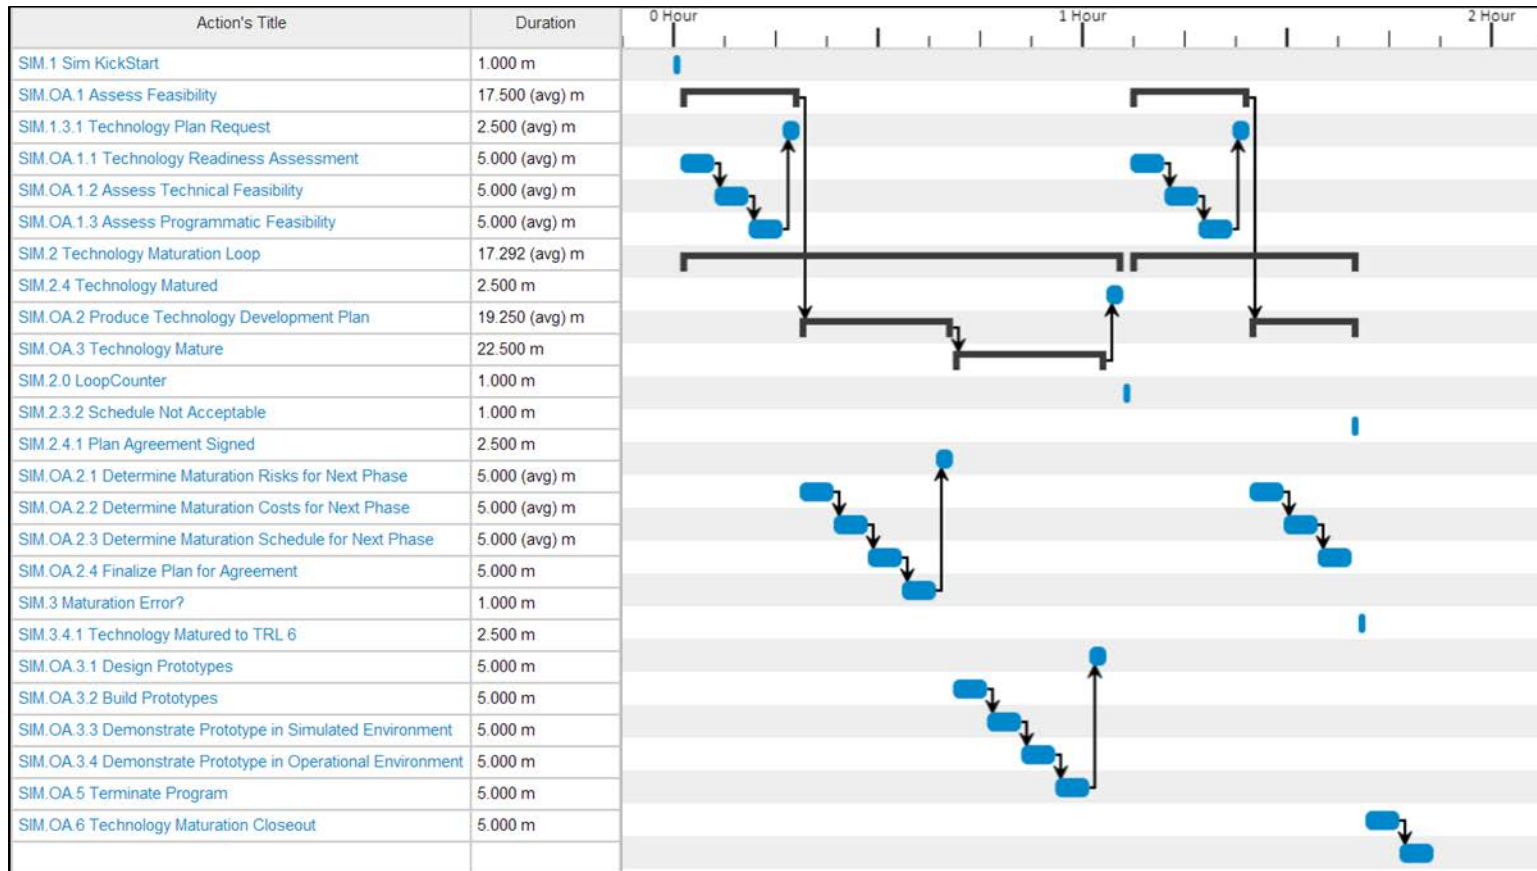 Action's Title Duration 0 Hour 1 Hour 2 Hour
SIM.1 Sim KickStart 1.000 m
SIM.OA.1 Assess Feasibility 17.500 (avg) m
SIM.1.3.1 Technology Plan Request 2.500 (avg) m
SIM.OA.1.1 Technology Readiness Assessment 5.000 (avg) m
SIM.OA.1.2 Assess Technical Feasibility 5.000 (avg) m
SIM.OA.1.3 Assess Programmatic Feasibility 5.000 (avg) m
SIM.2 Technology Maturation Loop 17.292 (avg) m
SIM.2.4 Technology Matured 2.500 m
SIM.OA.2 Produce Technology Development Plan 19.250 (avg) m
SIM.OA.3 Technology Mature 22.500 m
SIM.2.0 LoopCounter 1.000 m
SIM.2.3.2 Schedule Not Acceptable 1.000 m
SIM.2.4.1 Plan Agreement Signed 2.500 m
SIM.OA.2.1 Determine Maturation Risks for Next Phase 5.000 (avg) m
SIM.OA.2.2 Determine Maturation Costs for Next Phase 5.000 (avg) m
SIM.OA.2.3 Determine Maturation Schedule for Next Phase 5.000 (avg) m
SIM.OA.2.4 Finalize Plan for Agreement 5.000 m
SIM.3 Maturation Error? 1.000 m
SIM.3.4.1 Technology Matured to TRL 6 2.500 m
SIM.OA.3.1 Design Prototypes 5.000 m
SIM.OA.3.2 Build Prototypes 5.000 m
SIM.OA.3.3 Demonstrate Prototype in Simulated Environment 5.000 m
SIM.OA.3.4 Demonstrate Prototype in Operational Environment 5.000 m
SIM.OA.5 Terminate Program 5.000 m
SIM.OA.6 Technology Maturation Closeout 5.000 m